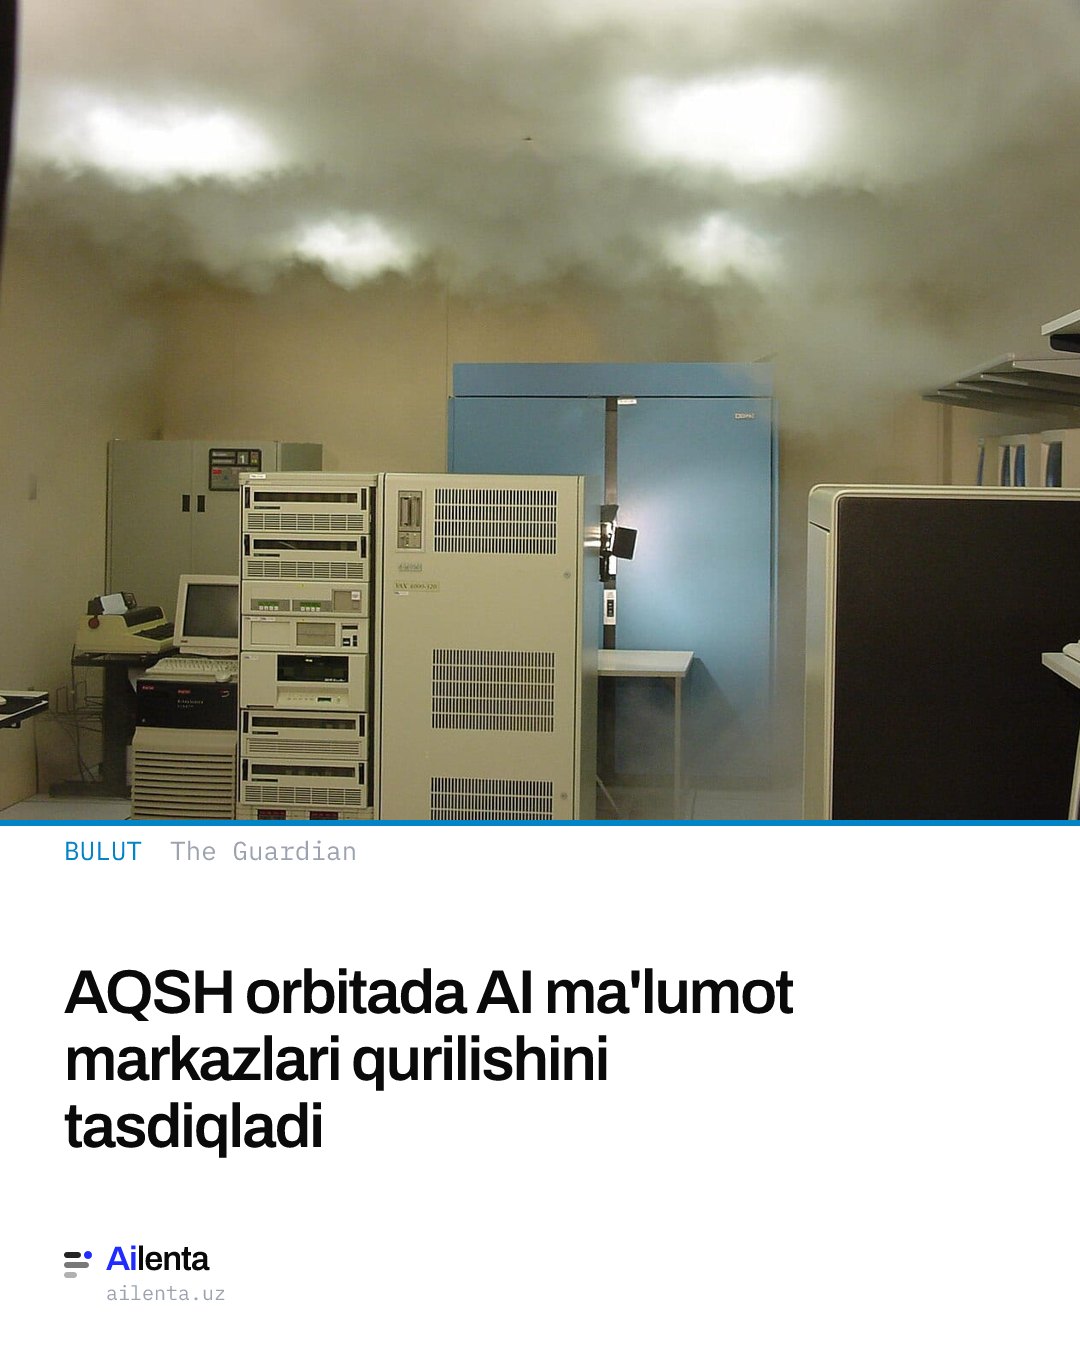 BULUT The Guardian
AQSH orbitada AI ma'lumot
markazlari qurilishini
tasdiqladi
Ailenta
ailenta.uz